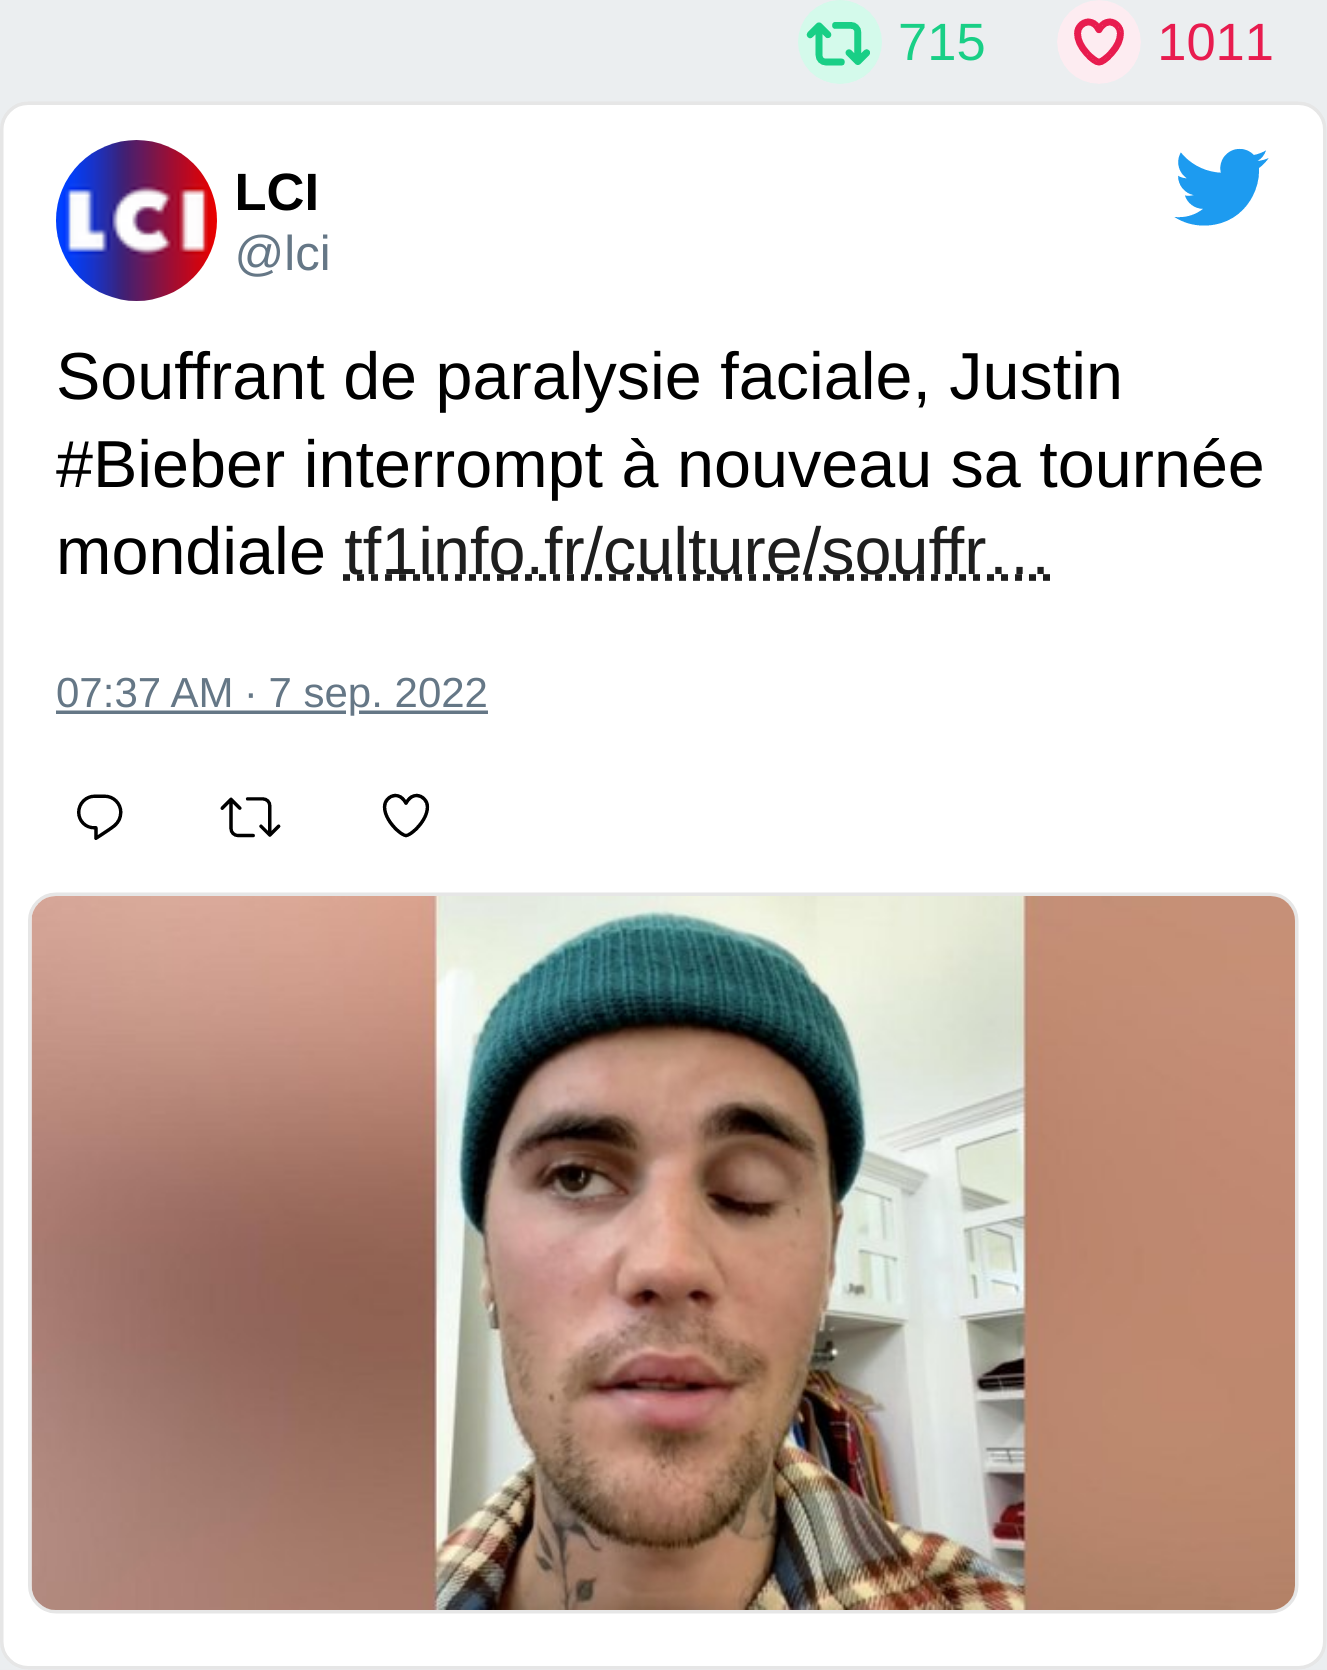 715 1011
LCI
LCI
@lci
Souffrant de paralysie faciale, Justin
#Bieber interrompt à nouveau sa tournée
mondiale tf1info.fr/culture/souffr…
07:37 AM · 7 sep. 2022